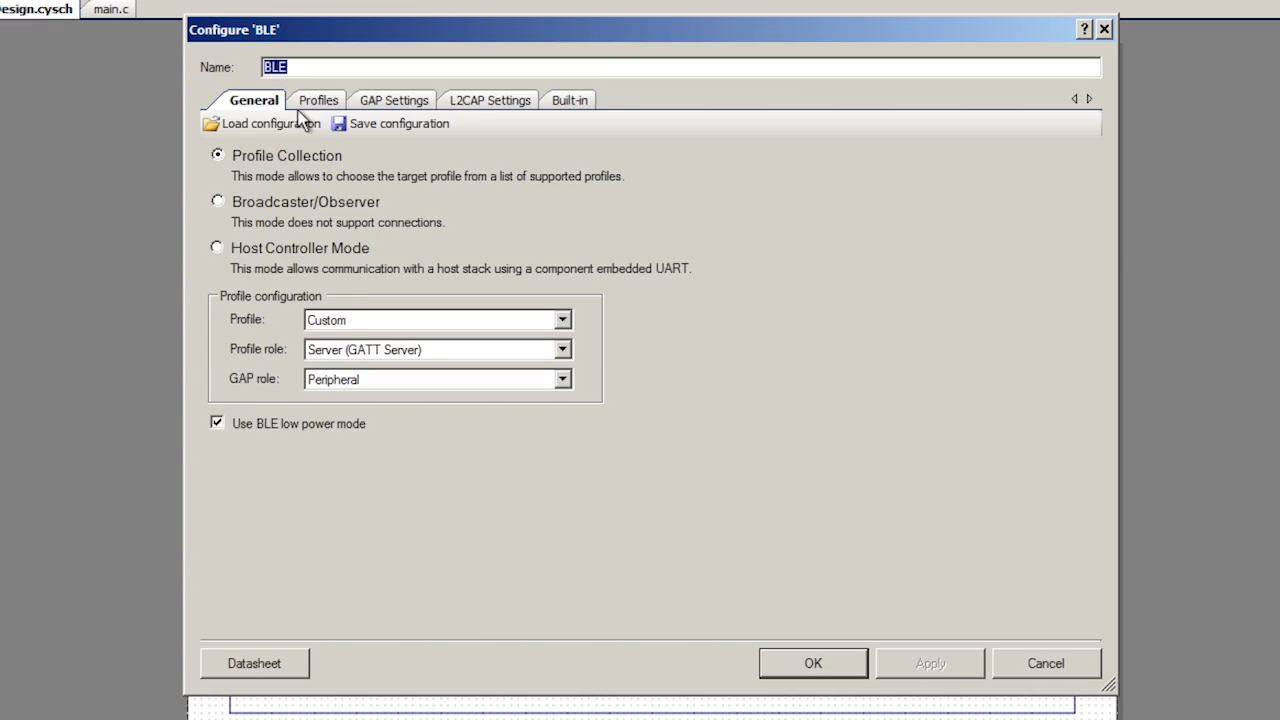 esign.cysch main.c
Configure 'BLE'
Name: BLE
General Profiles GAP Settings L2CAP Settings Built-in
Load configuration Save configuration
Profile Collection
This mode allows to choose the target profile from a list of supported profiles.
Broadcaster/Observer
This mode does not support connections.
Host Controller Mode
This mode allows communication with a host stack using a component embedded UART.
Profile configuration
Profile: Custom
Profile role: Server (GATT Server)
GAP role: Peripheral
Use BLE low power mode
Datasheet OK Apply Cancel